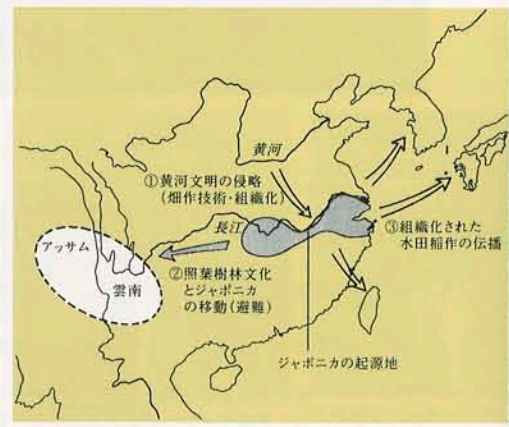 黄河
①黄河文明の侵略
(畑作技術・組織化)
長江
③組織化された
水田稲作の伝播
アッサム
雲南
②照葉樹林文化
とジャポニカ
の移動(避難)
ジャポニカの起源地